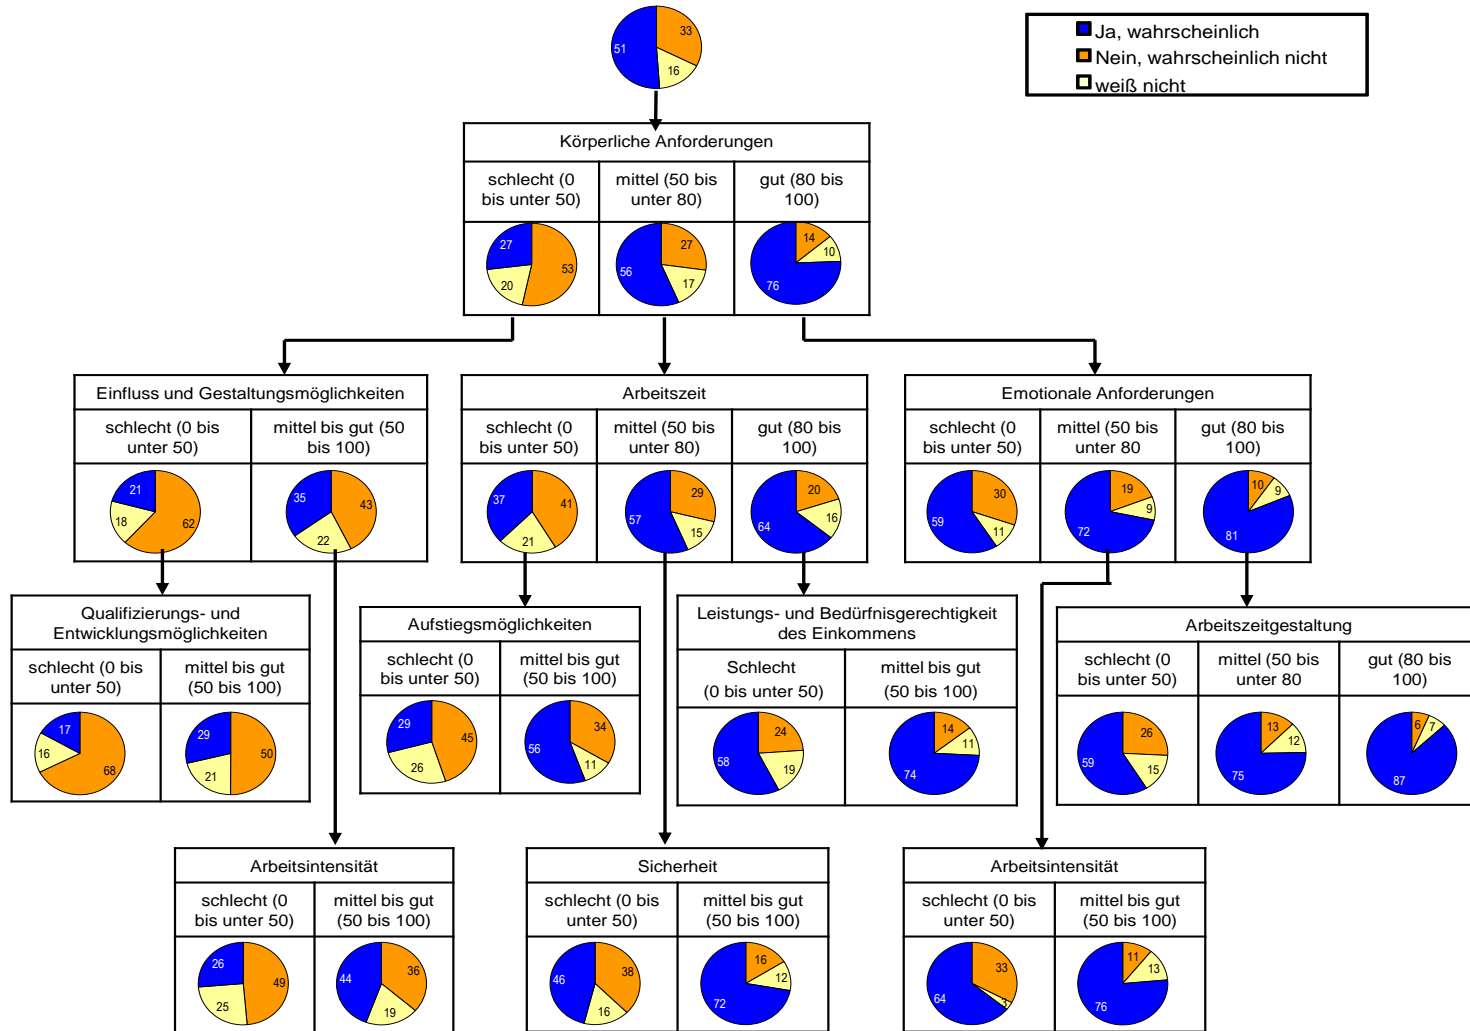 51
33
16
Ja, wahrscheinlich
Nein, wahrscheinlich nicht
weiß nicht
Körperliche Anforderungen
schlecht (0
bis unter 50)
mittel (50 bis
unter 80)
gut (80 bis
100)
27
53
20
27
56
17
14
10
76
Einfluss und Gestaltungsmöglichkeiten
schlecht (0 bis
unter 50)
mittel bis gut (50
bis 100)
21
18
62
35
43
22
Arbeitszeit
schlecht (0
bis unter 50)
mittel (50 bis
unter 80)
gut (80 bis
100)
37
41
21
29
57
15
20
16
64
Emotionale Anforderungen
schlecht (0
bis unter 50)
mittel (50 bis
unter 80
gut (80 bis
100)
30
59
11
19
9
72
10
9
81
Qualifizierungs- und
Entwicklungsmöglichkeiten
schlecht (0 bis
unter 50)
mittel bis gut
(50 bis 100)
17
16
68
29
50
21
Aufstiegsmöglichkeiten
schlecht (0
bis unter 50)
mittel bis gut
(50 bis 100)
29
45
26
34
56
11
Leistungs- und Bedürfnisgerechtigkeit
des Einkommens
Schlecht
(0 bis unter 50)
mittel bis gut
(50 bis 100)
24
58
19
14
11
74
Arbeitszeitgestaltung
schlecht (0
bis unter 50)
mittel (50 bis
unter 80
gut (80 bis
100)
26
59
15
13
12
75
6
7
87
Arbeitsintensität
schlecht (0
bis unter 50)
mittel bis gut
(50 bis 100)
26
49
25
44
36
19
Sicherheit
schlecht (0 bis
unter 50)
mittel bis gut
(50 bis 100)
46
38
16
16
12
72
Arbeitsintensität
schlecht (0 bis
unter 50)
mittel bis gut
(50 bis 100)
33
64
3
11
13
76